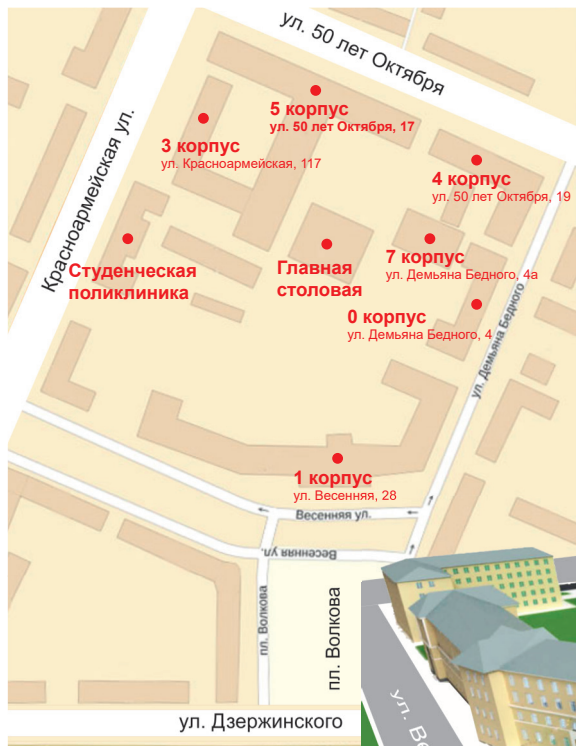 ул. 50 лет Октября
Красноармейская ул.
5 корпус
ул. 50 лет Октября, 17
3 корпус
ул. Красноармейская, 117
4 корпус
ул. 50 лет Октября, 19
Студенческая
поликлиника
Главная
столовая
7 корпус
ул. Демьяна Бедного, 4а
0 корпус
ул. Демьяна Бедного, 4
ул. Демьяна Бедного
1 корпус
ул. Весенняя, 28
Весенняя ул.
Весенняя ул.
пл. Волкова
пл. Волкова
ул. Дзержинского
ул.